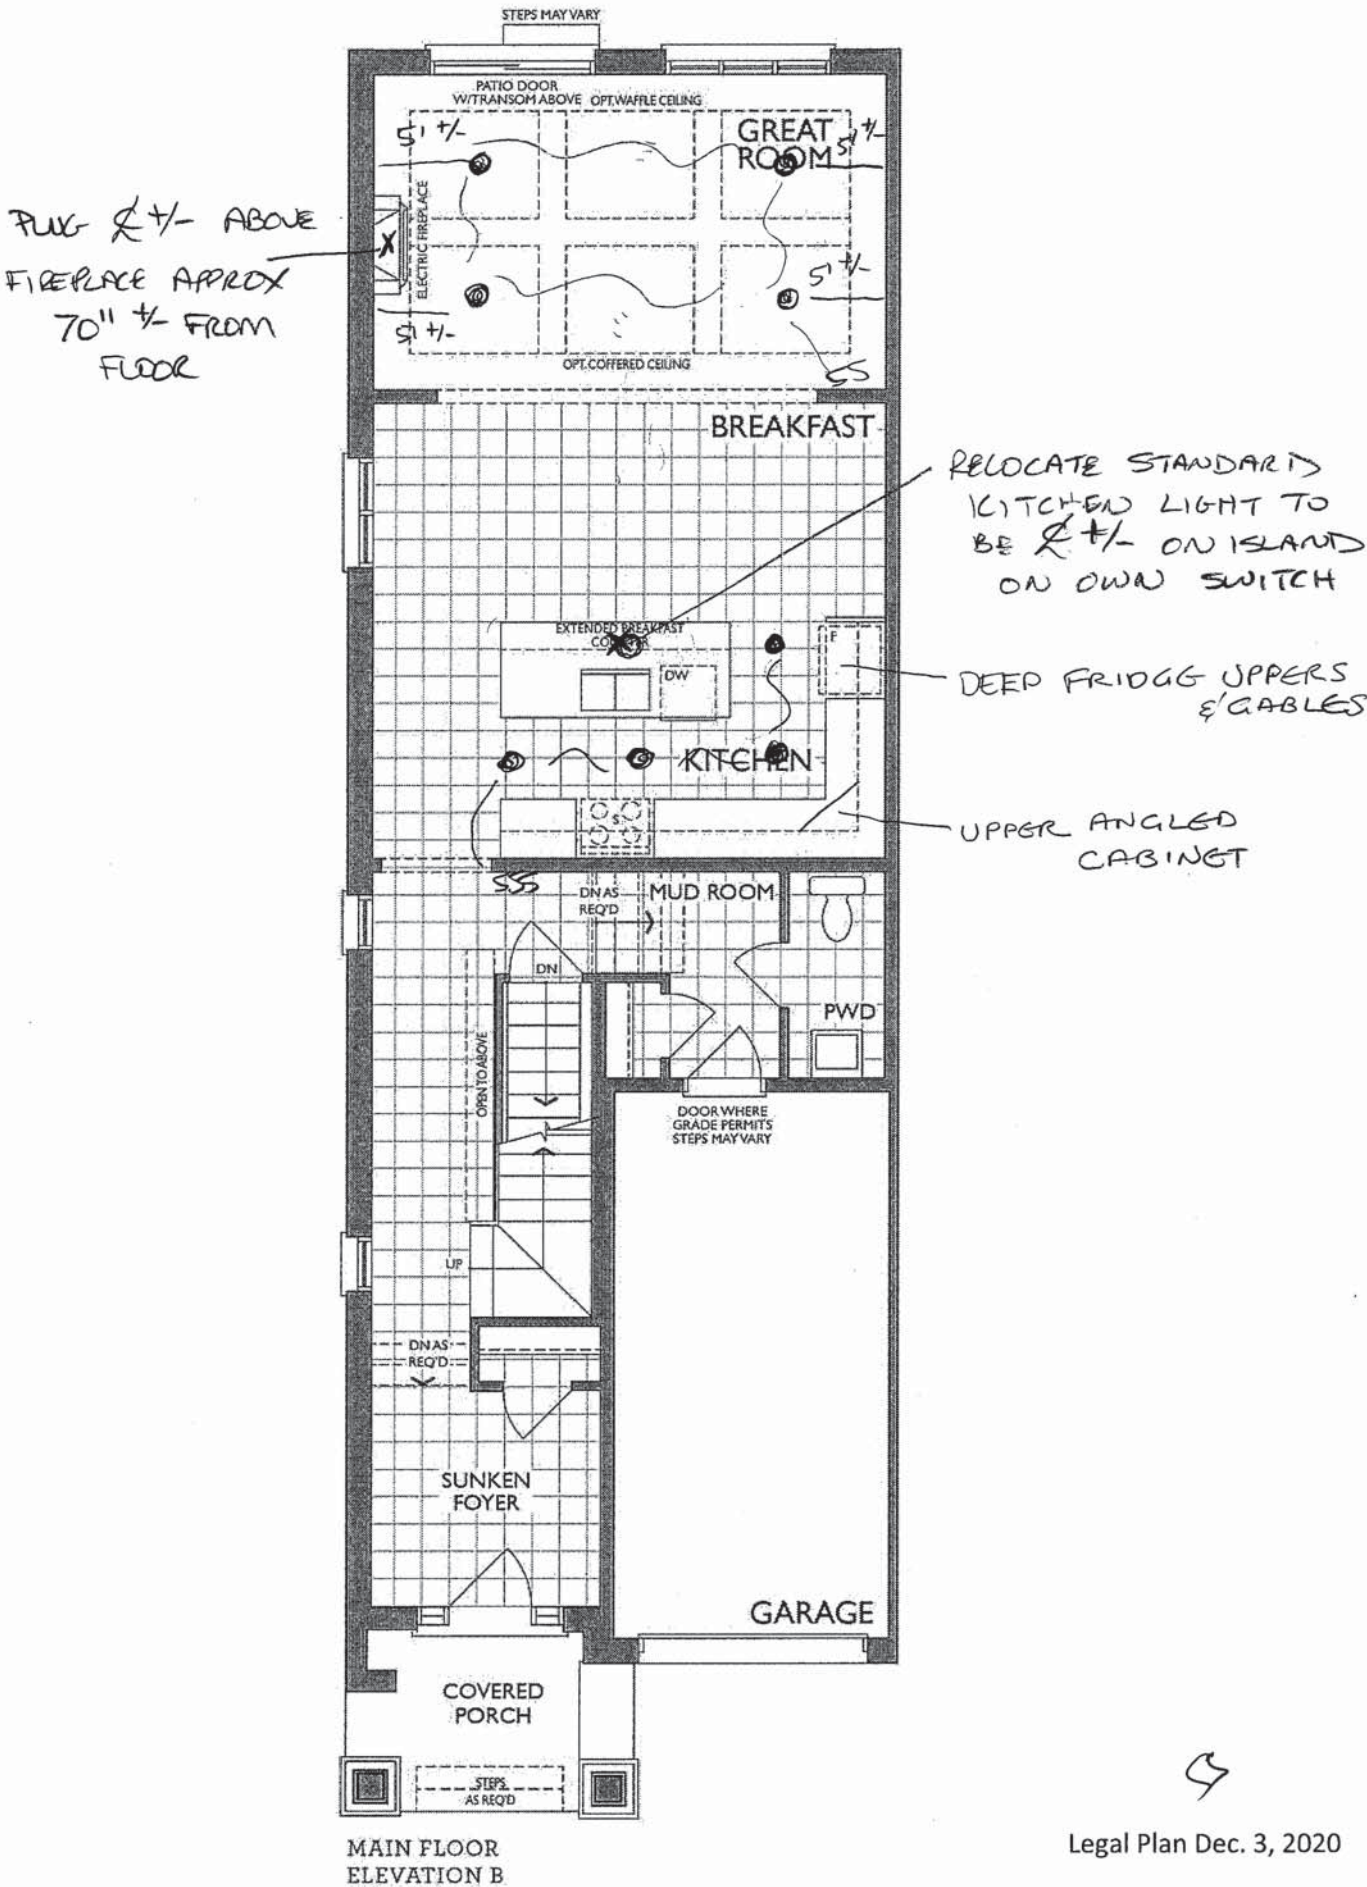 STEPS MAY VARY
PATIO DOOR
W/TRANSOM ABOVE OPT. WAFFLE CEILING
GREAT
ROOM
5' +/-
5' +/-
ELECTRIC FIREPLACE
PLUG ℄ +/- ABOVE
FIREPLACE APPROX
70" +/- FROM
FLOOR
5' +/-
5' +/-
OPT. COFFERED CEILING
SS
BREAKFAST
RELOCATE STANDARD
KITCHEN LIGHT TO
BE ℄ +/- ON ISLAND
ON OWN SWITCH
EXTENDED BREAKFAST
COUNTER
F
DW
DEEP FRIDGE UPPERS
& GABLES
KITCHEN
S
UPPER ANGLED
CABINET
SSS
DN AS
REQ'D
MUD ROOM
DN
PWD
OPEN TO ABOVE
DOOR WHERE
GRADE PERMITS
STEPS MAY VARY
UP
DN AS
REQ'D
SUNKEN
FOYER
GARAGE
COVERED
PORCH
STEPS
AS REQ'D
MAIN FLOOR
ELEVATION B
Legal Plan Dec. 3, 2020